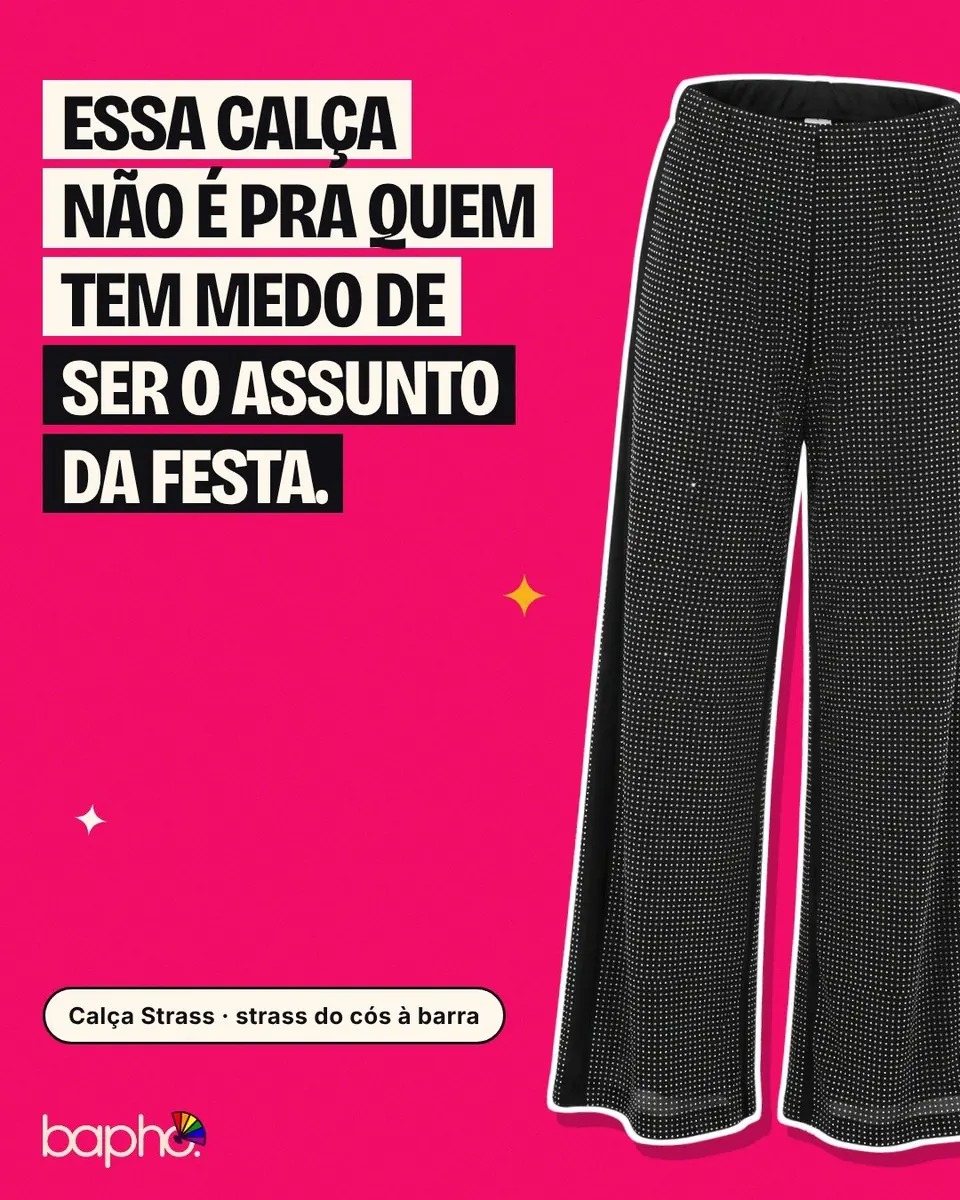 ESSA CALÇA
NÃO É PRA QUEM
TEM MEDO DE
SER O ASSUNTO
DA FESTA.
Calça Strass · strass do cós à barra
bapho.